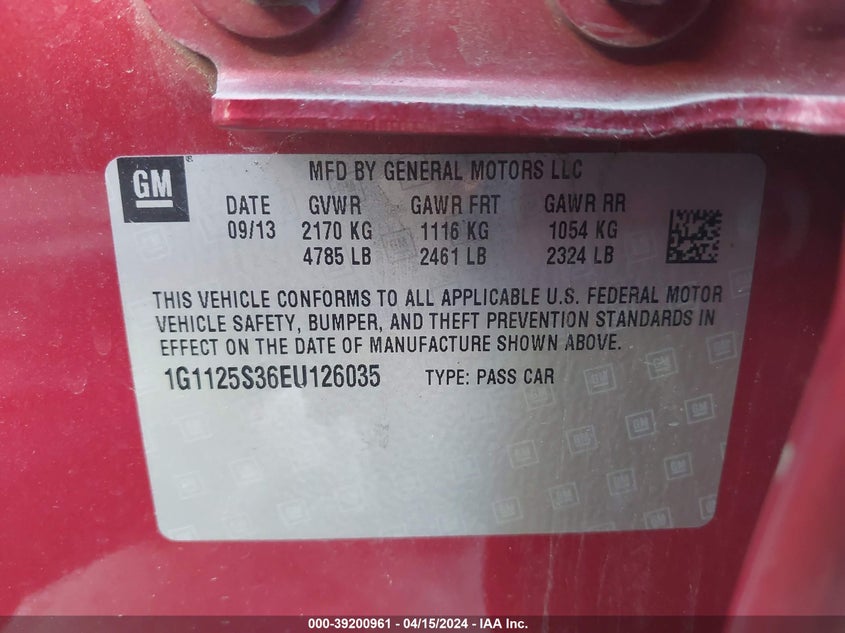 GM
MFD BY GENERAL MOTORS LLC
DATE GVWR GAWR FRT GAWR RR
09/13 2170 KG 1116 KG 1054 KG
4785 LB 2461 LB 2324 LB
THIS VEHICLE CONFORMS TO ALL APPLICABLE U.S. FEDERAL MOTOR
VEHICLE SAFETY, BUMPER, AND THEFT PREVENTION STANDARDS IN
EFFECT ON THE DATE OF MANUFACTURE SHOWN ABOVE.
1G1125S36EU126035 TYPE: PASS CAR
000-39200961 - 04/15/2024 - IAA Inc.